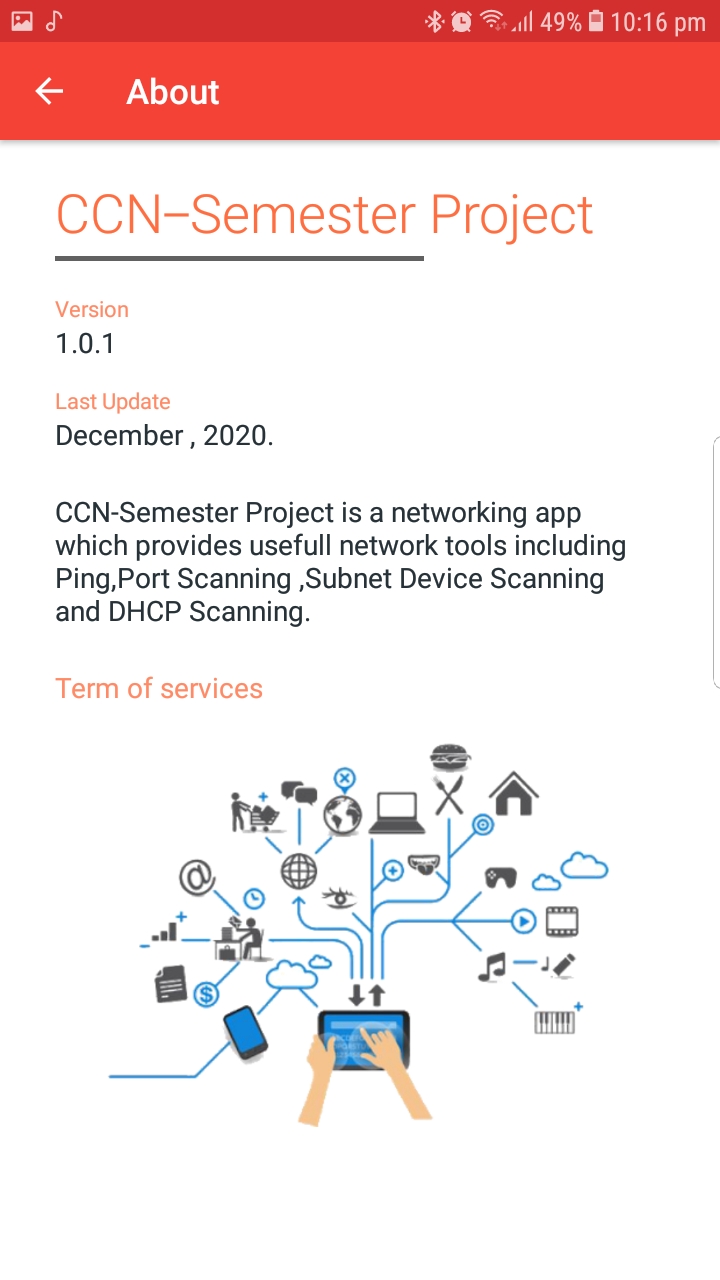 49% 10:16 pm
About
CCN–Semester Project
Version
1.0.1
Last Update
December , 2020.
CCN-Semester Project is a networking app
which provides usefull network tools including
Ping,Port Scanning ,Subnet Device Scanning
and DHCP Scanning.
Term of services
@
$